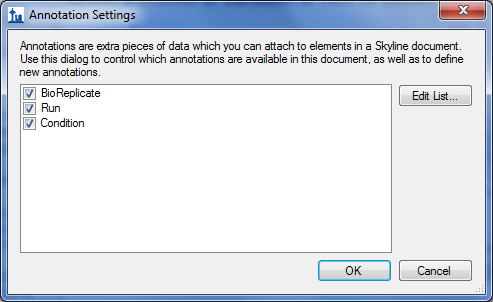 Annotation Settings
Annotations are extra pieces of data which you can attach to elements in a Skyline document.
Use this dialog to control which annotations are available in this document, as well as to define
new annotations.
BioReplicate
Edit List...
Run
Condition
OK
Cancel